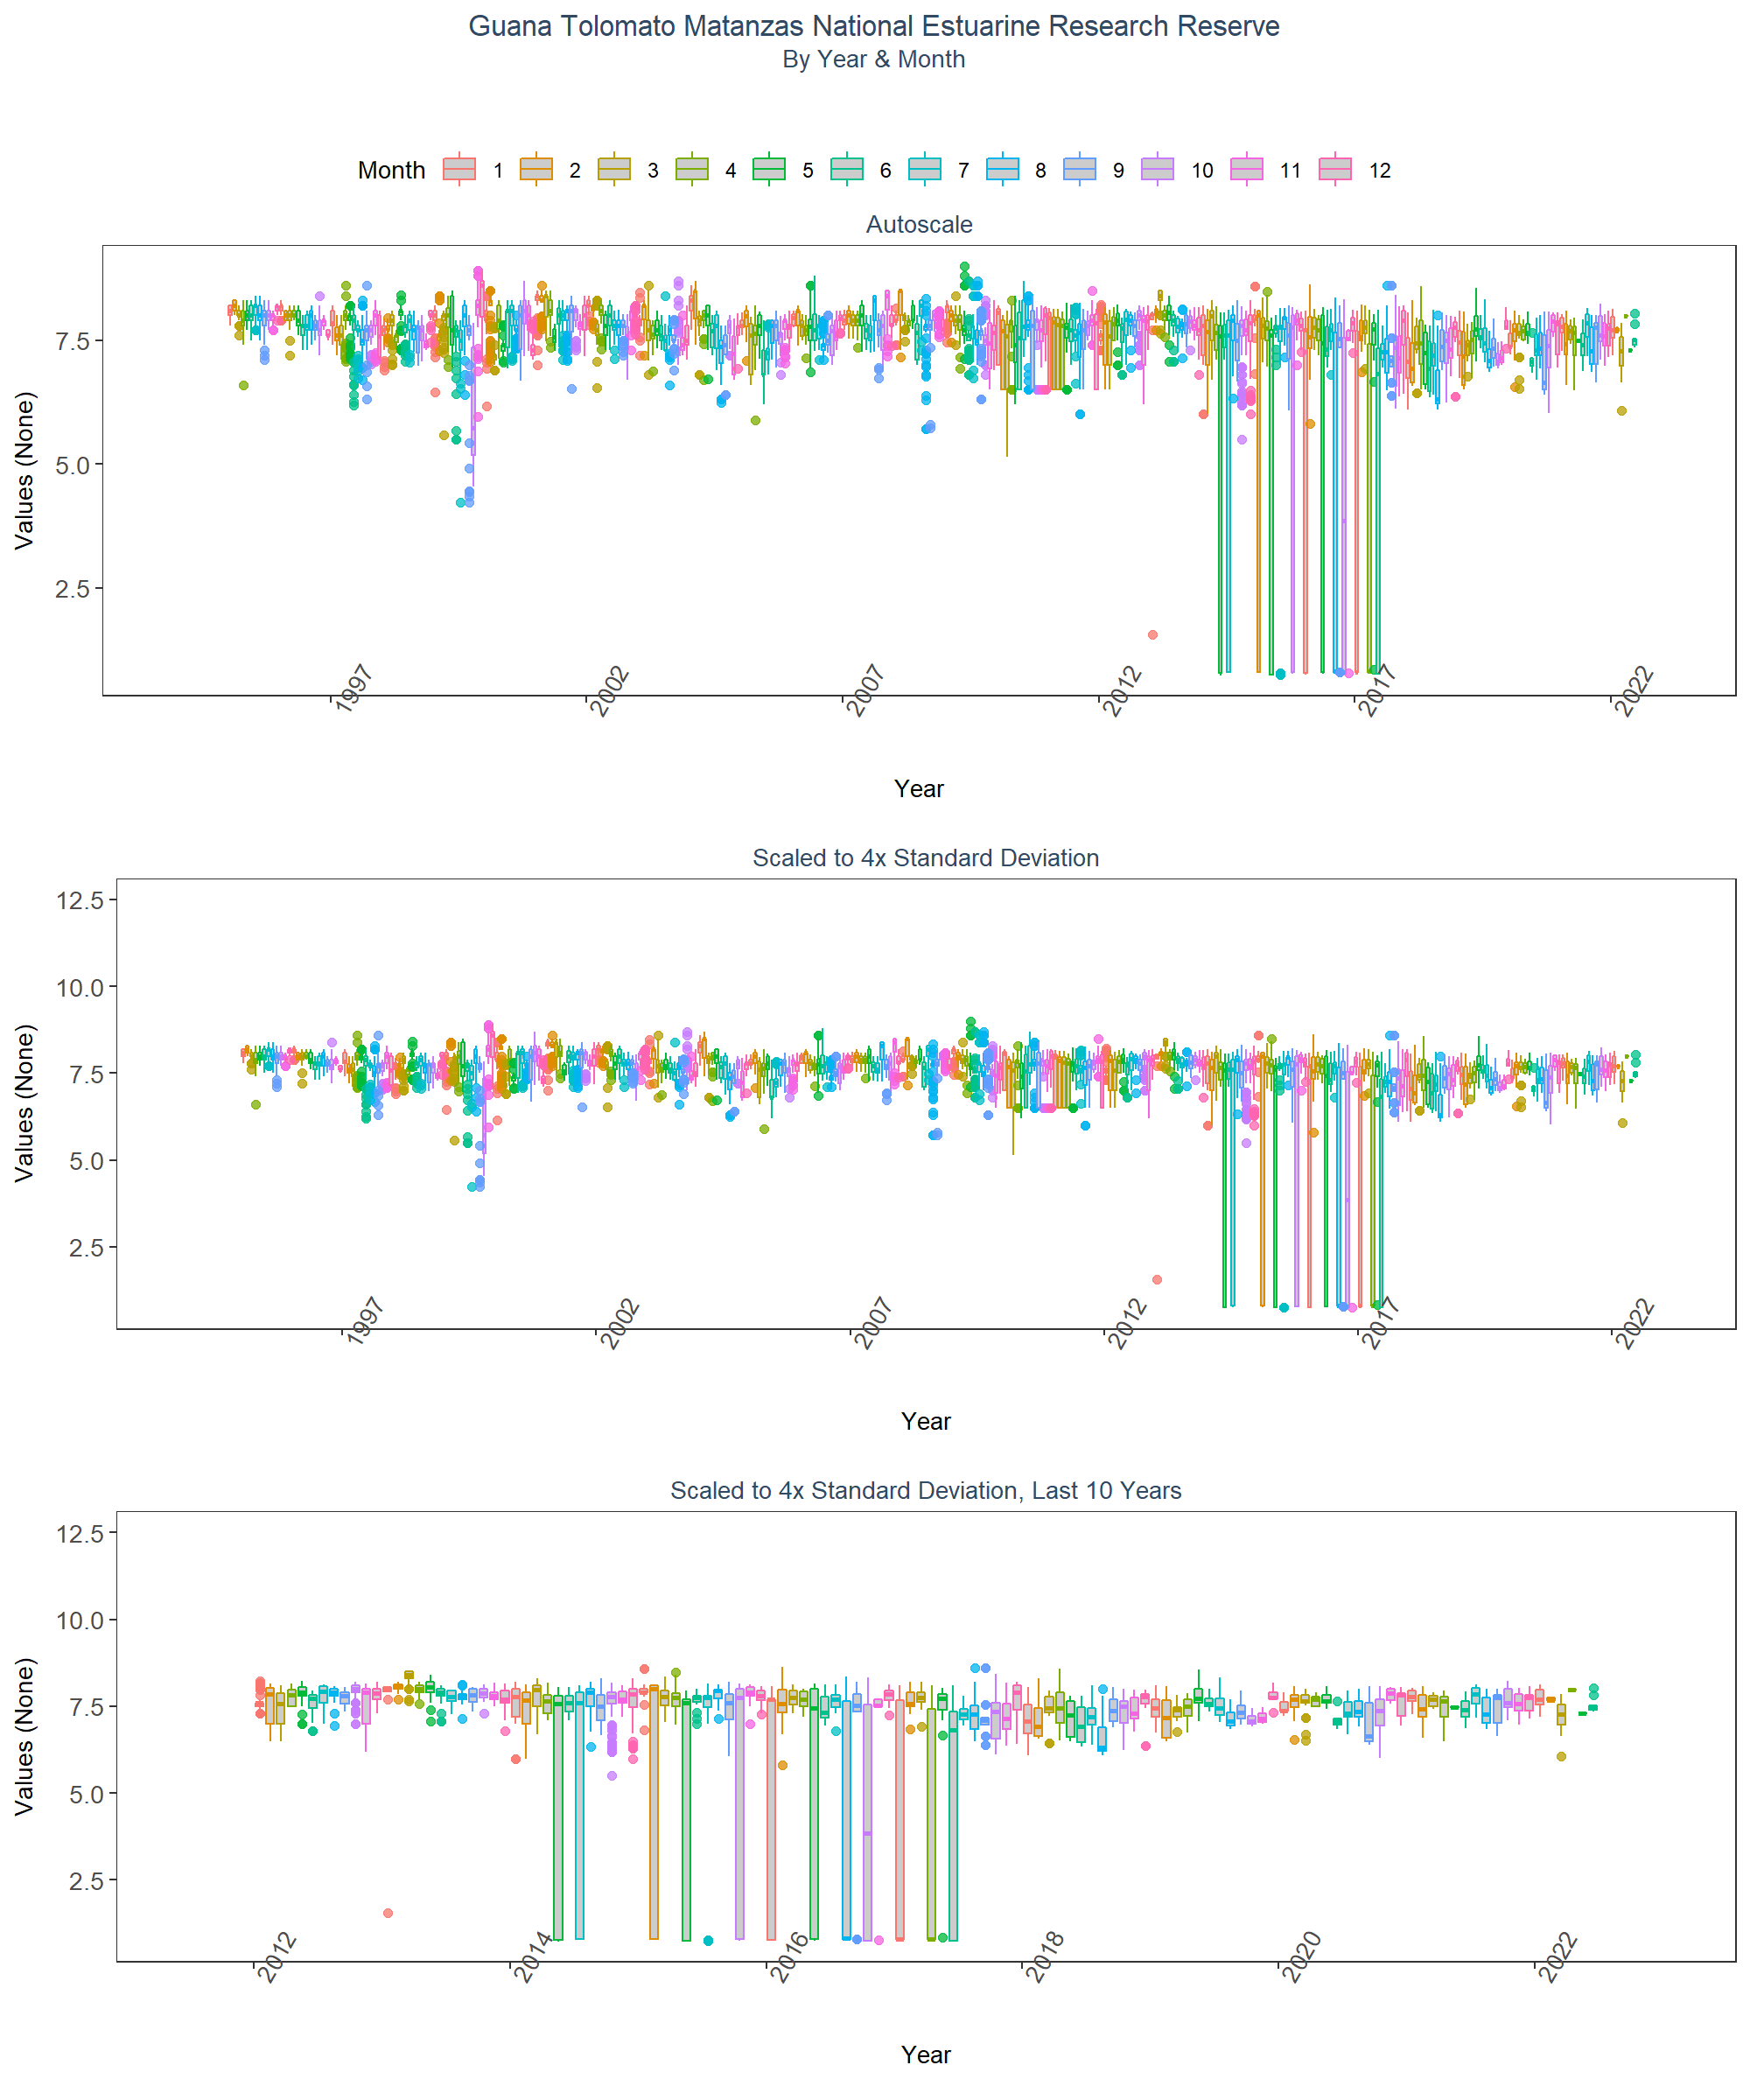 Guana Tolomato Matanzas National Estuarine Research Reserve
By Year & Month
Month 1 2 3 4 5 6 7 8 9 10 11 12
Autoscale
Values (None)
7.5
5.0
2.5
1997 2002 2007 2012 2017 2022
Year
Scaled to 4x Standard Deviation
Values (None)
12.5
10.0
7.5
5.0
2.5
1997 2002 2007 2012 2017 2022
Year
Scaled to 4x Standard Deviation, Last 10 Years
Values (None)
12.5
10.0
7.5
5.0
2.5
2012 2014 2016 2018 2020 2022
Year